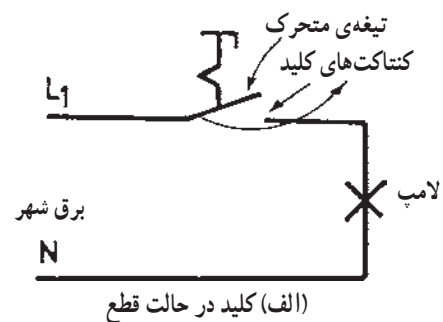 تیغه‌ی متحرک
کنتاکت‌های کلید
L1
لامپ
برق شهر
N
(الف) کلید در حالت قطع